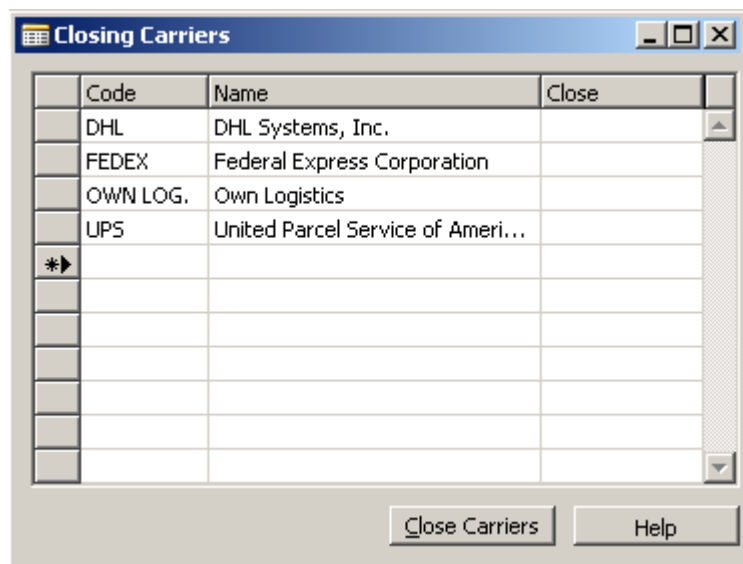 Closing Carriers
Code Name Close
DHL DHL Systems, Inc.
FEDEX Federal Express Corporation
OWN LOG. Own Logistics
UPS United Parcel Service of Ameri...
Close Carriers Help